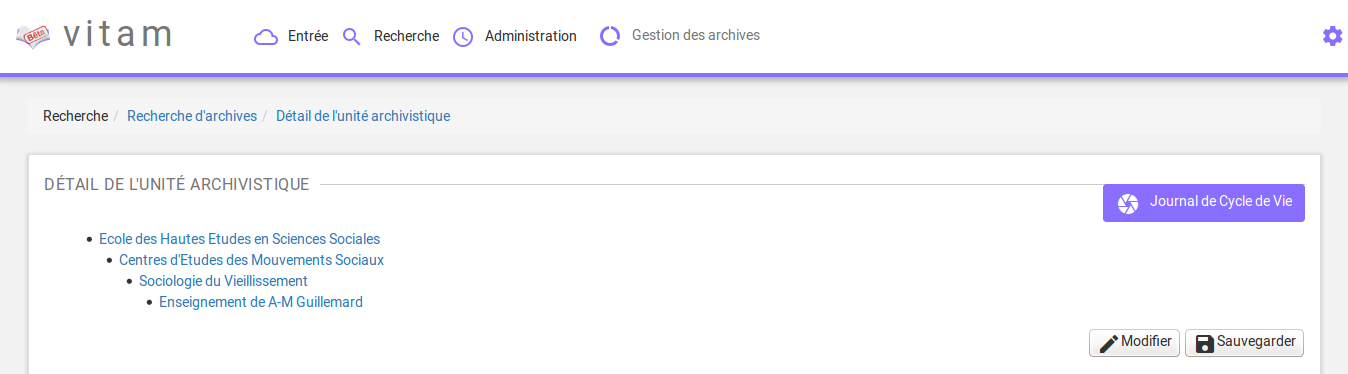 Bêta vitam Entrée Recherche Administration Gestion des archives
Recherche / Recherche d'archives / Détail de l'unité archivistique
DÉTAIL DE L'UNITÉ ARCHIVISTIQUE
Journal de Cycle de Vie
• Ecole des Hautes Etudes en Sciences Sociales
• Centres d'Etudes des Mouvements Sociaux
• Sociologie du Vieillissement
• Enseignement de A-M Guillemard
Modifier Sauvegarder